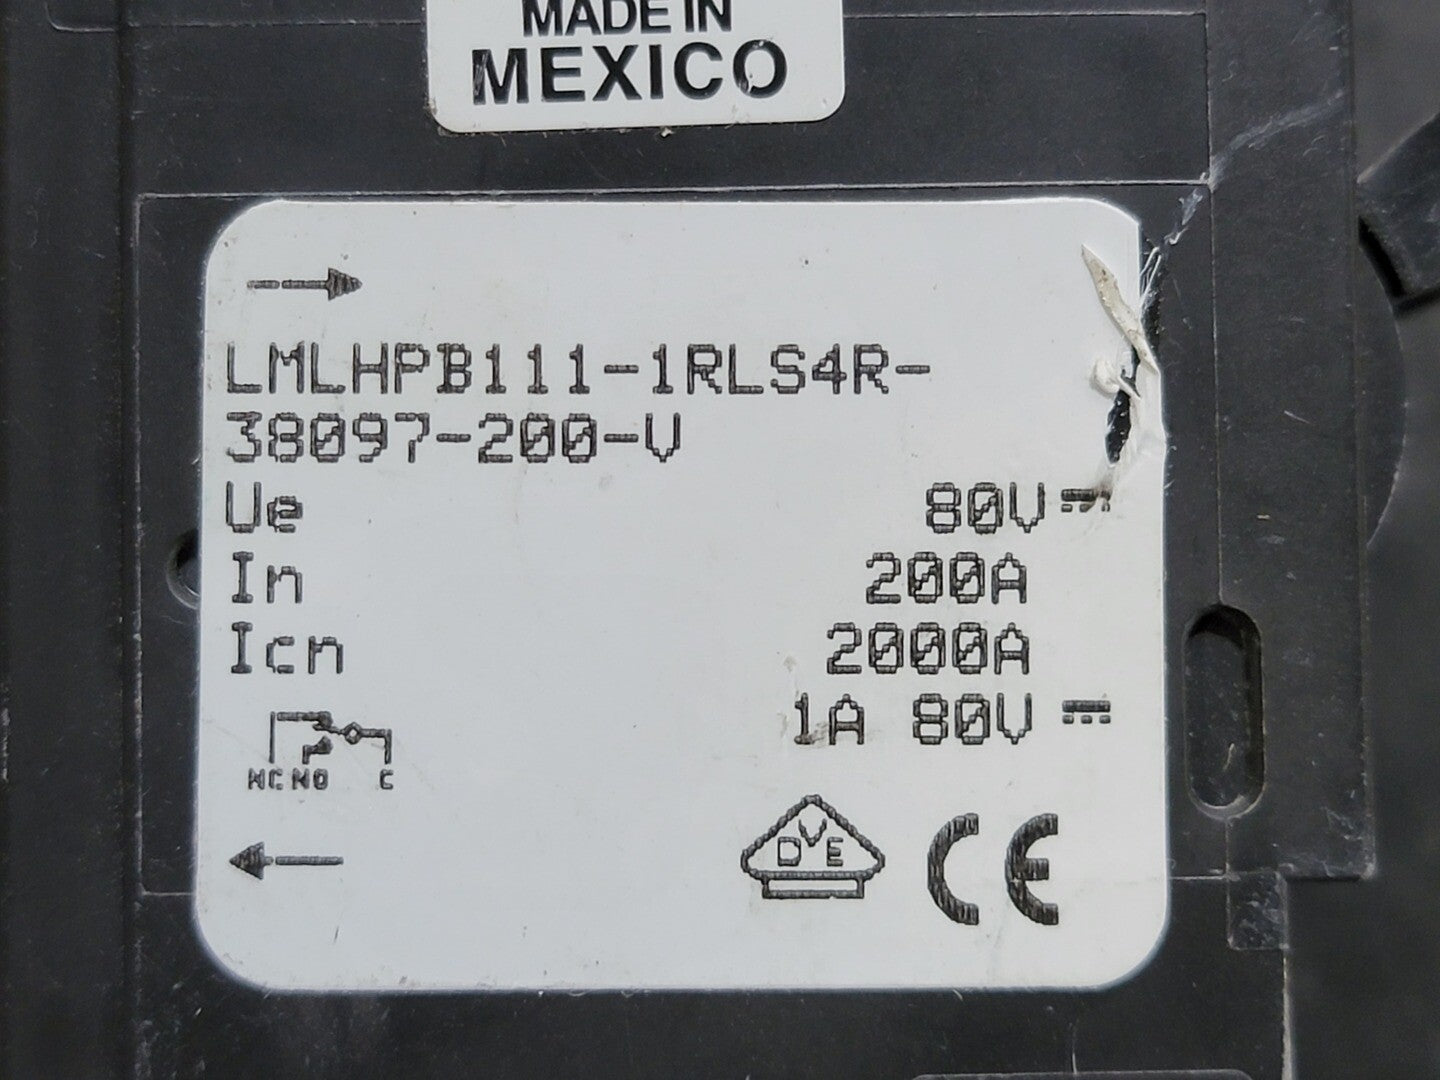 MADE IN
MEXICO
LMLHPB111-1RLS4R-
38097-200-V
Ue 80V⎓
In 200A
Icn 2000A
1A 80V⎓
NC NO C
DVE
CE